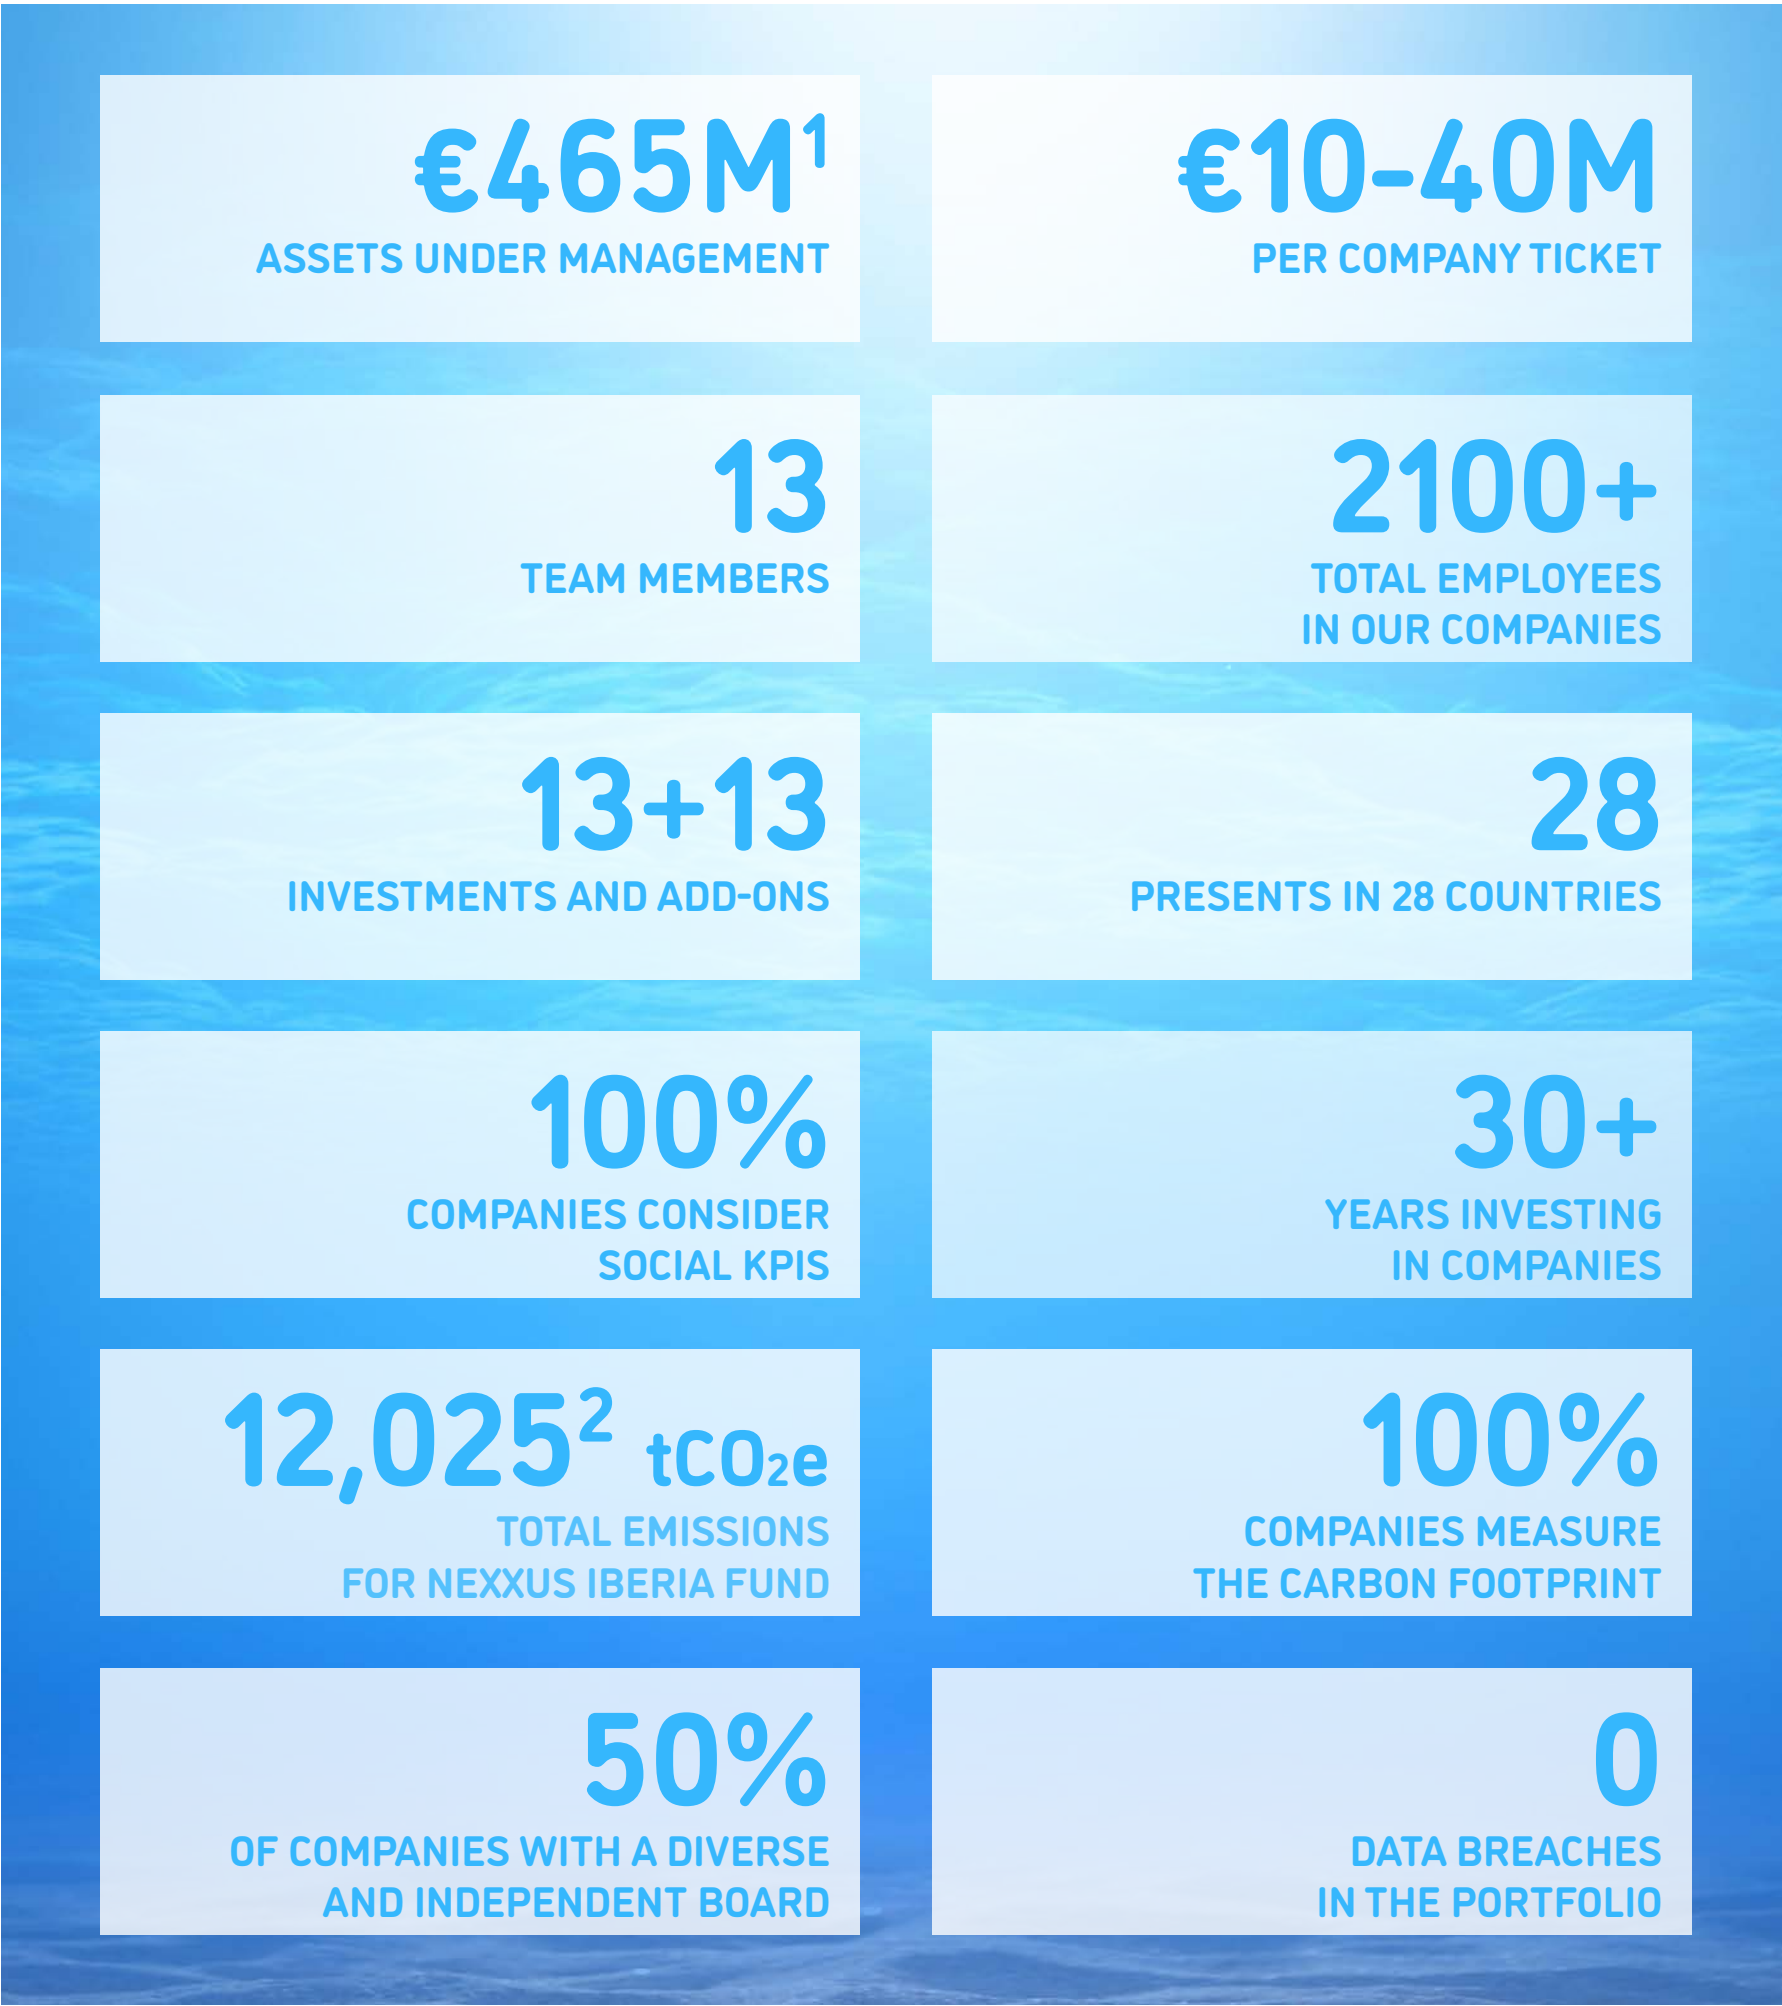 €465M¹
ASSETS UNDER MANAGEMENT
€10-40M
PER COMPANY TICKET
13
TEAM MEMBERS
2100+
TOTAL EMPLOYEES
IN OUR COMPANIES
13+13
INVESTMENTS AND ADD-ONS
28
PRESENTS IN 28 COUNTRIES
100%
COMPANIES CONSIDER
SOCIAL KPIS
30+
YEARS INVESTING
IN COMPANIES
12,025² tCO₂e
TOTAL EMISSIONS
FOR NEXXUS IBERIA FUND
100%
COMPANIES MEASURE
THE CARBON FOOTPRINT
50%
OF COMPANIES WITH A DIVERSE
AND INDEPENDENT BOARD
0
DATA BREACHES
IN THE PORTFOLIO